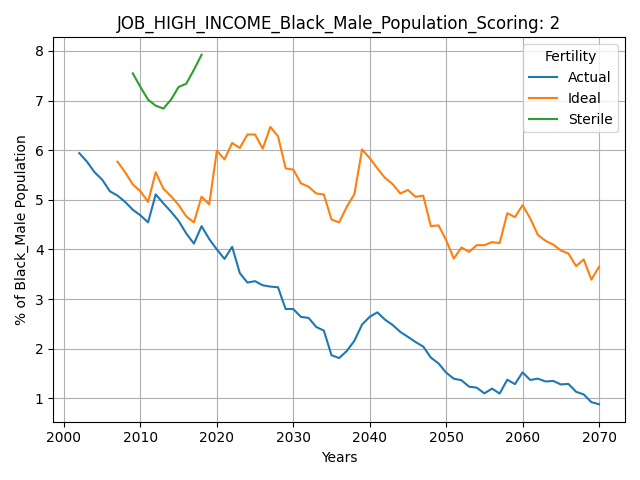 JOB_HIGH_INCOME_Black_Male_Population_Scoring: 2
% of Black_Male Population
8
7
6
5
4
3
2
1
Fertility
Actual
Ideal
Sterile
2000 2010 2020 2030 2040 2050 2060 2070
Years